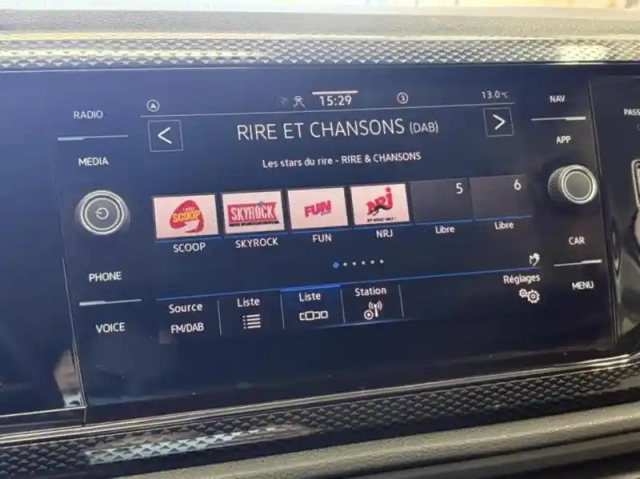 RADIO
MEDIA
PHONE
VOICE
15:29
13.0°C
RIRE ET CHANSONS (DAB)
Les stars du rire - RIRE & CHANSONS
SCOOP
SKYROCK
FUN
NRJ
5
6
SCOOP
SKYROCK
FUN
NRJ
Libre
Libre
Source
FM/DAB
Liste
Liste
Station
Réglages
NAV
APP
CAR
MENU
PASS